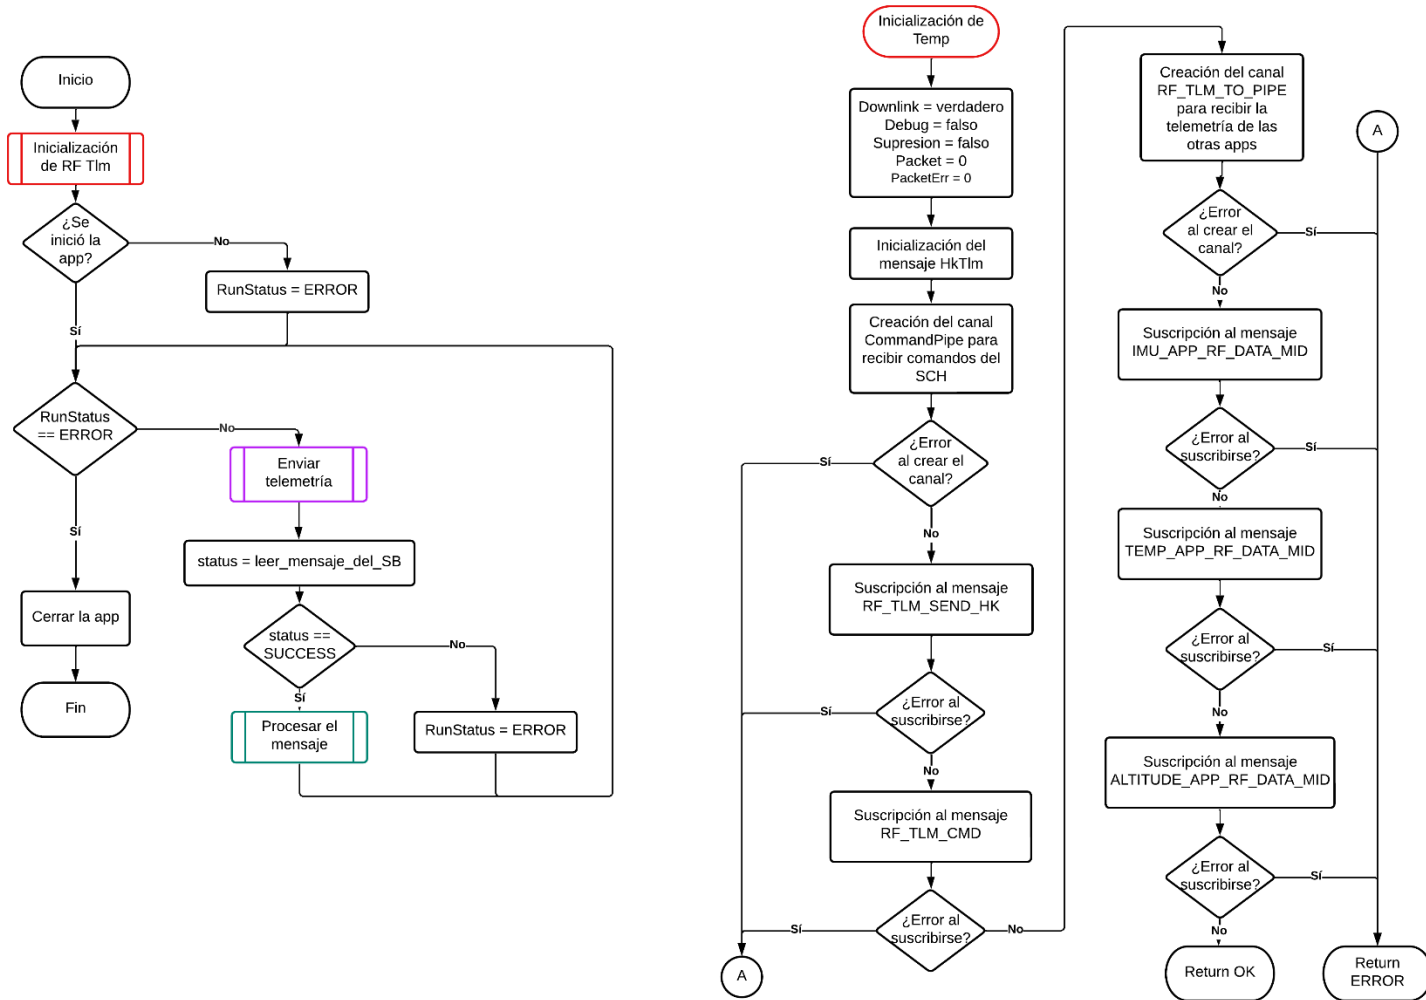 Inicio
Inicialización
de RF Tlm
¿Se
inició la
app?
No
RunStatus = ERROR
Sí
RunStatus
== ERROR
No
Enviar
telemetría
status = leer_mensaje_del_SB
Sí
status ==
SUCCESS
No
Sí
Procesar el
mensaje
RunStatus = ERROR
Cerrar la app
Fin
Inicialización de
Temp
Downlink = verdadero
Debug = falso
Supresion = falso
Packet = 0
PacketErr = 0
Inicialización del
mensaje HkTlm
Creación del canal
CommandPipe para
recibir comandos del
SCH
¿Error
al crear el
canal?
Sí
No
Suscripción al mensaje
RF_TLM_SEND_HK
¿Error al
suscribirse?
Sí
No
Suscripción al mensaje
RF_TLM_CMD
¿Error al
suscribirse?
Sí
No
A
Creación del canal
RF_TLM_TO_PIPE
para recibir la
telemetría de las
otras apps
A
¿Error
al crear el
canal?
Sí
No
Suscripción al mensaje
IMU_APP_RF_DATA_MID
¿Error al
suscribirse?
Sí
No
Suscripción al mensaje
TEMP_APP_RF_DATA_MID
¿Error al
suscribirse?
Sí
No
Suscripción al mensaje
ALTITUDE_APP_RF_DATA_MID
¿Error al
suscribirse?
Sí
No
Return OK
Return
ERROR